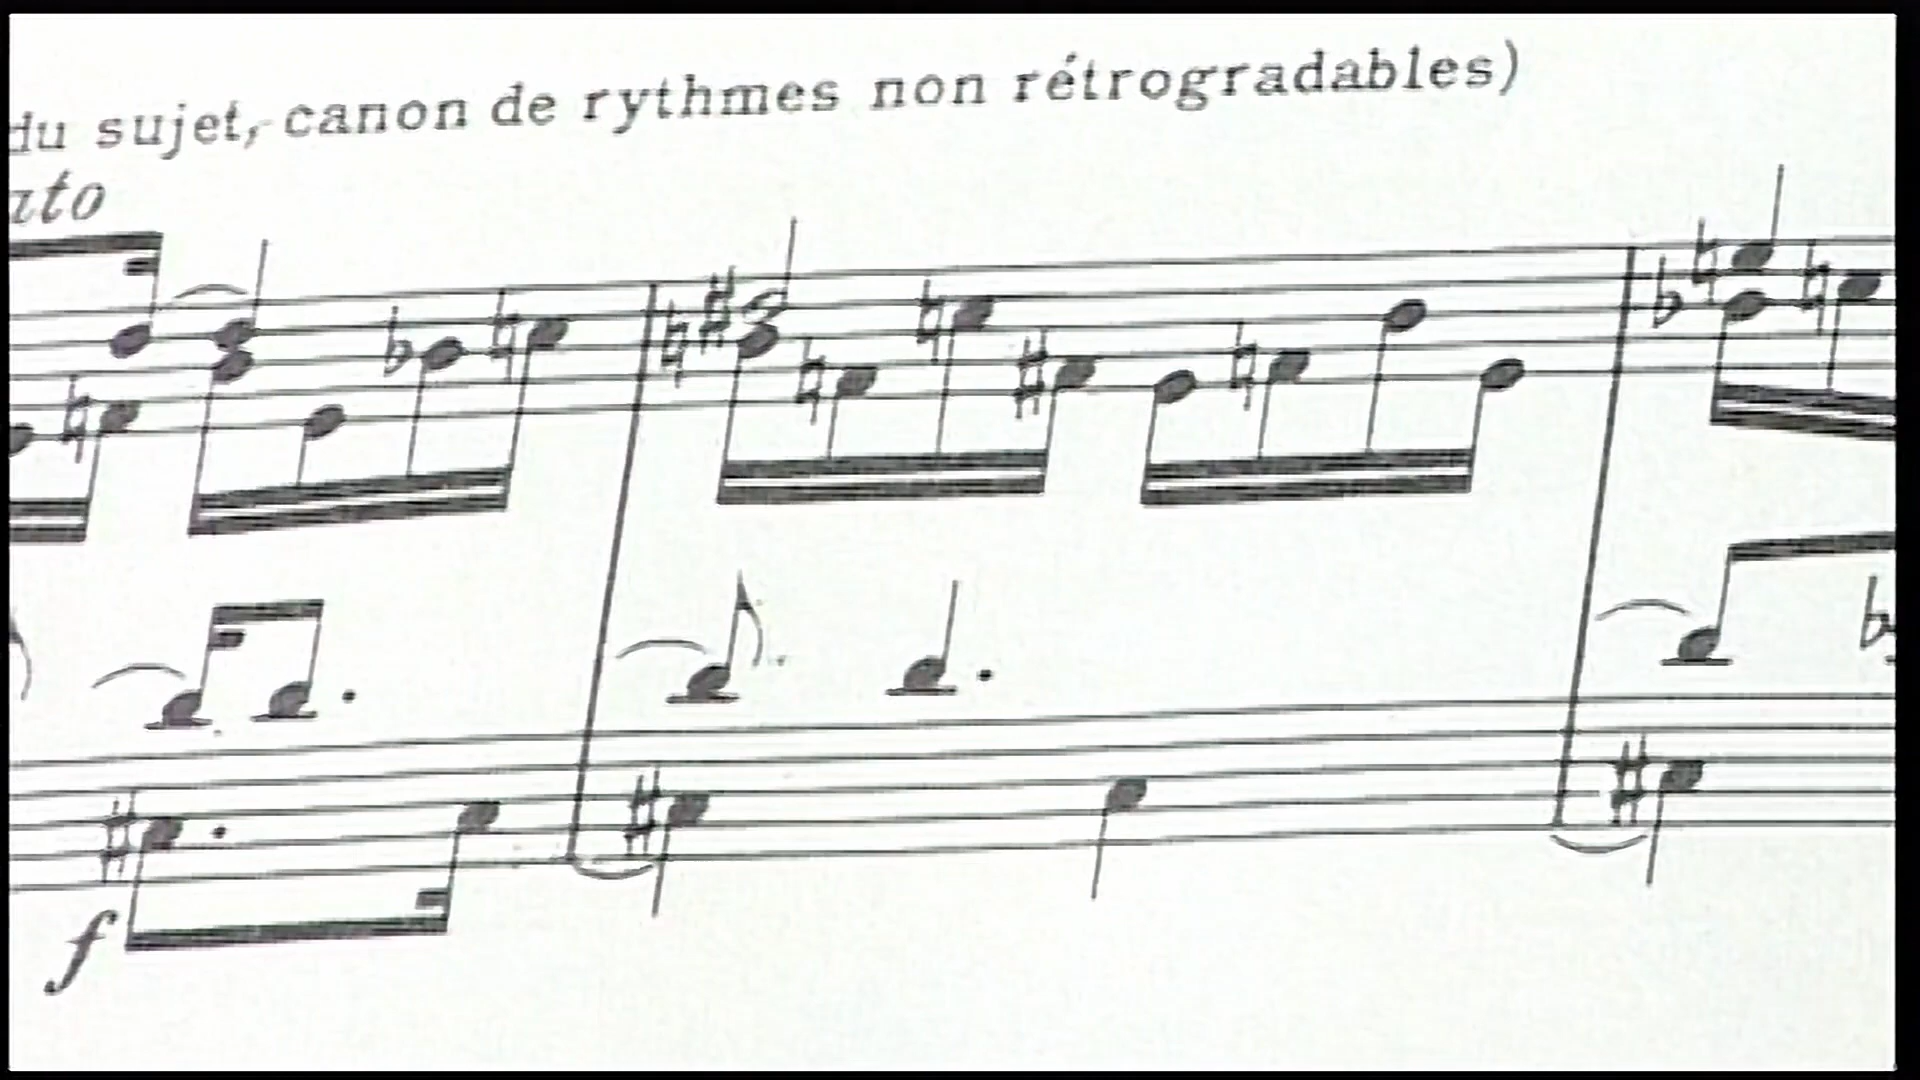 du sujet, canon de rythmes non rétrogradables)
ato
f